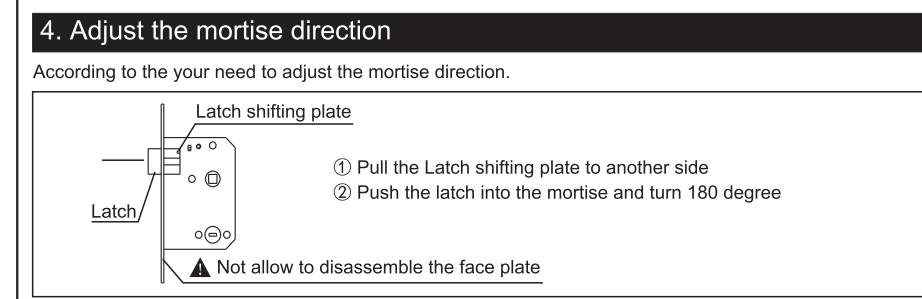 4. Adjust the mortise direction
According to the your need to adjust the mortise direction.
Latch shifting plate
① Pull the Latch shifting plate to another side
② Push the latch into the mortise and turn 180 degree
Latch
Not allow to disassemble the face plate